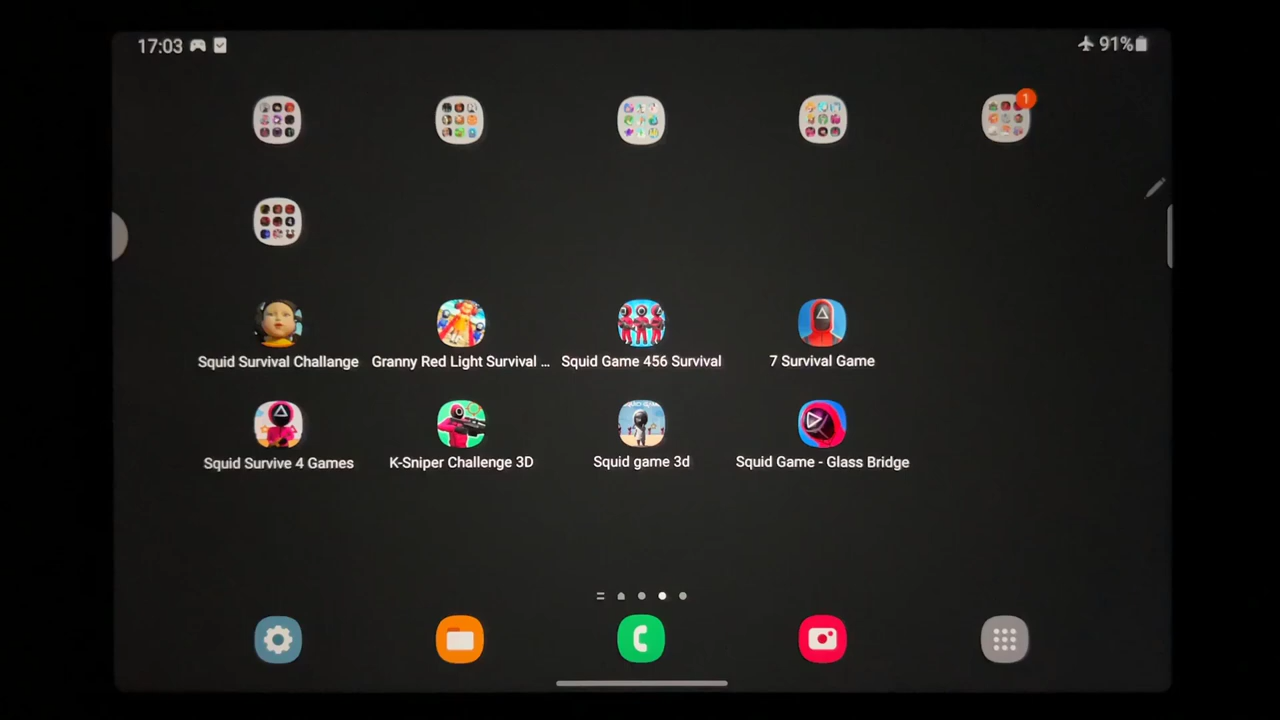 17:03
91%
1
Squid Survival Challange
Granny Red Light Survival ...
Squid Game 456 Survival
7 Survival Game
Squid Survive 4 Games
K-Sniper Challenge 3D
Squid game 3d
Squid Game - Glass Bridge